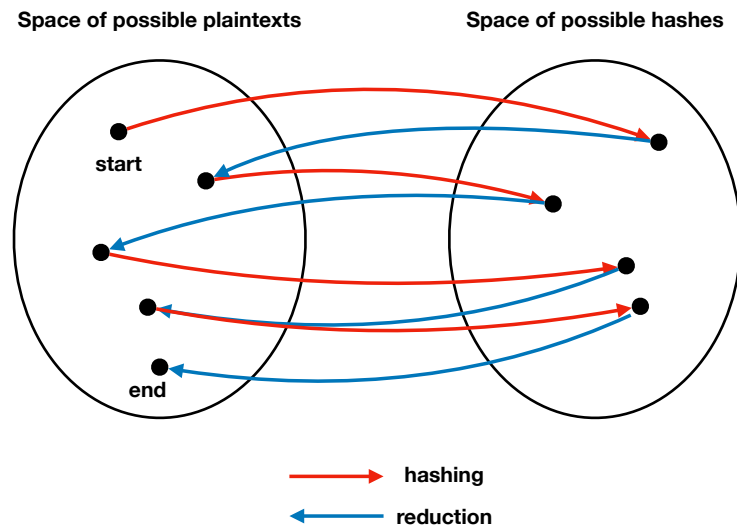 Space of possible plaintexts
Space of possible hashes
start
end
hashing
reduction